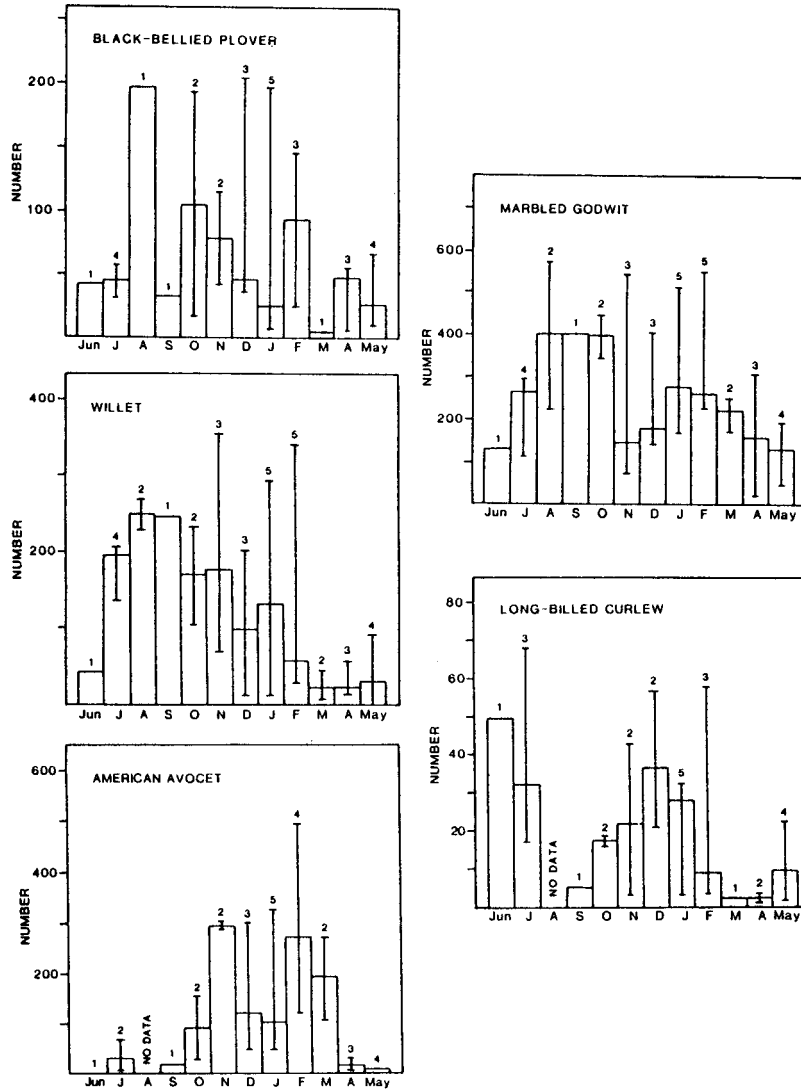 BLACK-BELLIED PLOVER
NUMBER
200
100
1 4 1 1 2 2 3 5 3 1 3 4
Jun J A S O N D J F M A May
WILLET
NUMBER
400
200
1 4 2 1 2 3 3 5 5 2 3 4
Jun J A S O N D J F M A May
AMERICAN AVOCET
NUMBER
600
400
200
1 2 NO DATA 1 2 2 3 5 4 2 3 4
Jun J A S O N D J F M A May
MARBLED GODWIT
NUMBER
600
400
200
1 4 2 1 2 3 3 5 5 2 3 4
Jun J A S O N D J F M A May
LONG-BILLED CURLEW
NUMBER
80
60
40
20
1 3 NO DATA 1 2 2 2 5 3 1 2 4
Jun J A S O N D J F M A May